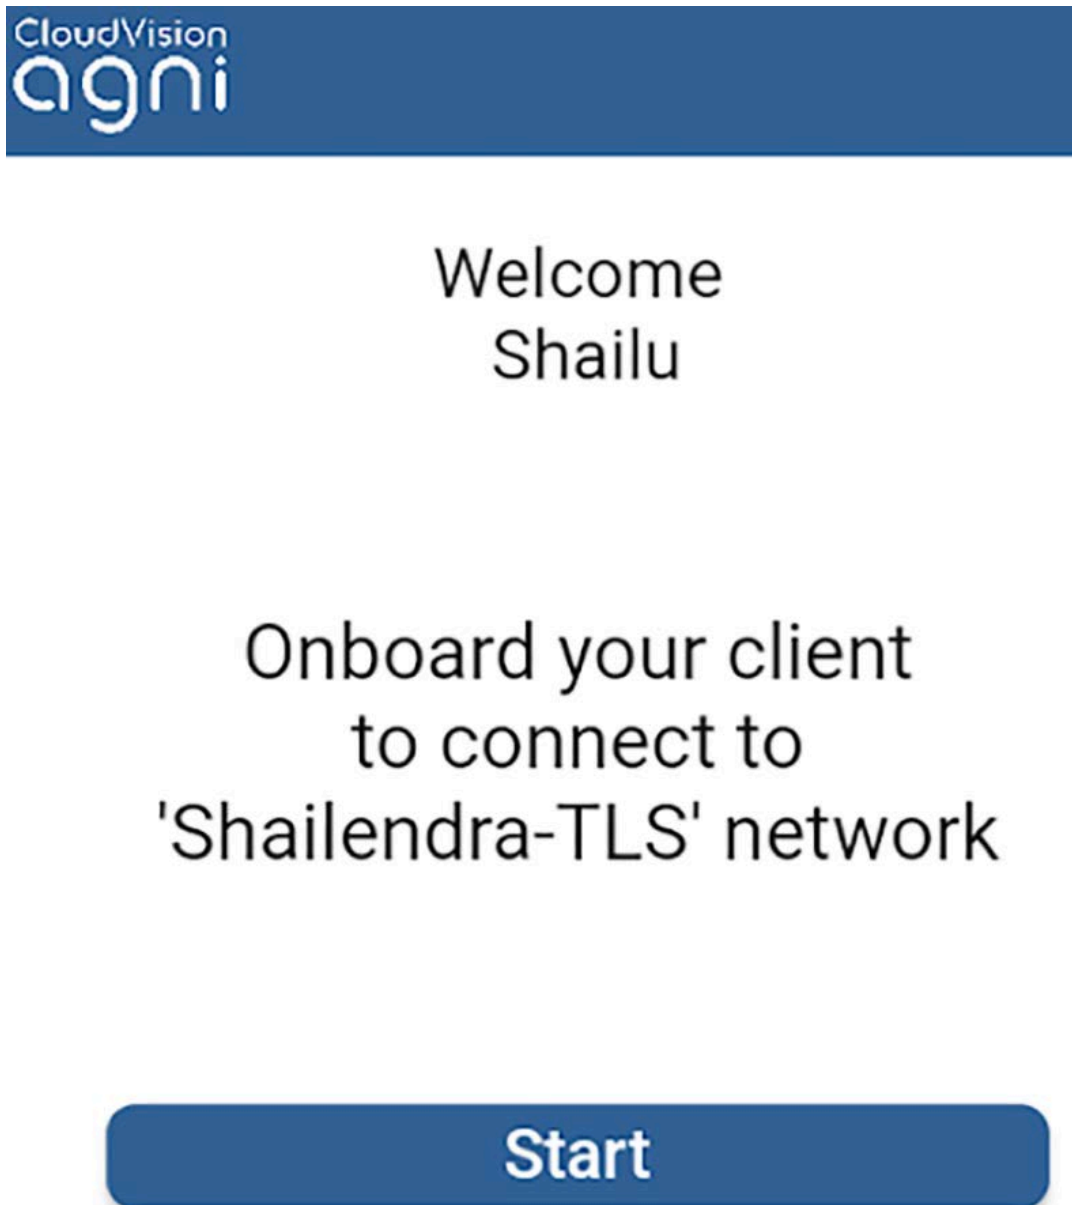 CloudVision
agni
Welcome
Shailu
Onboard your client
to connect to
'Shailendra-TLS' network
Start